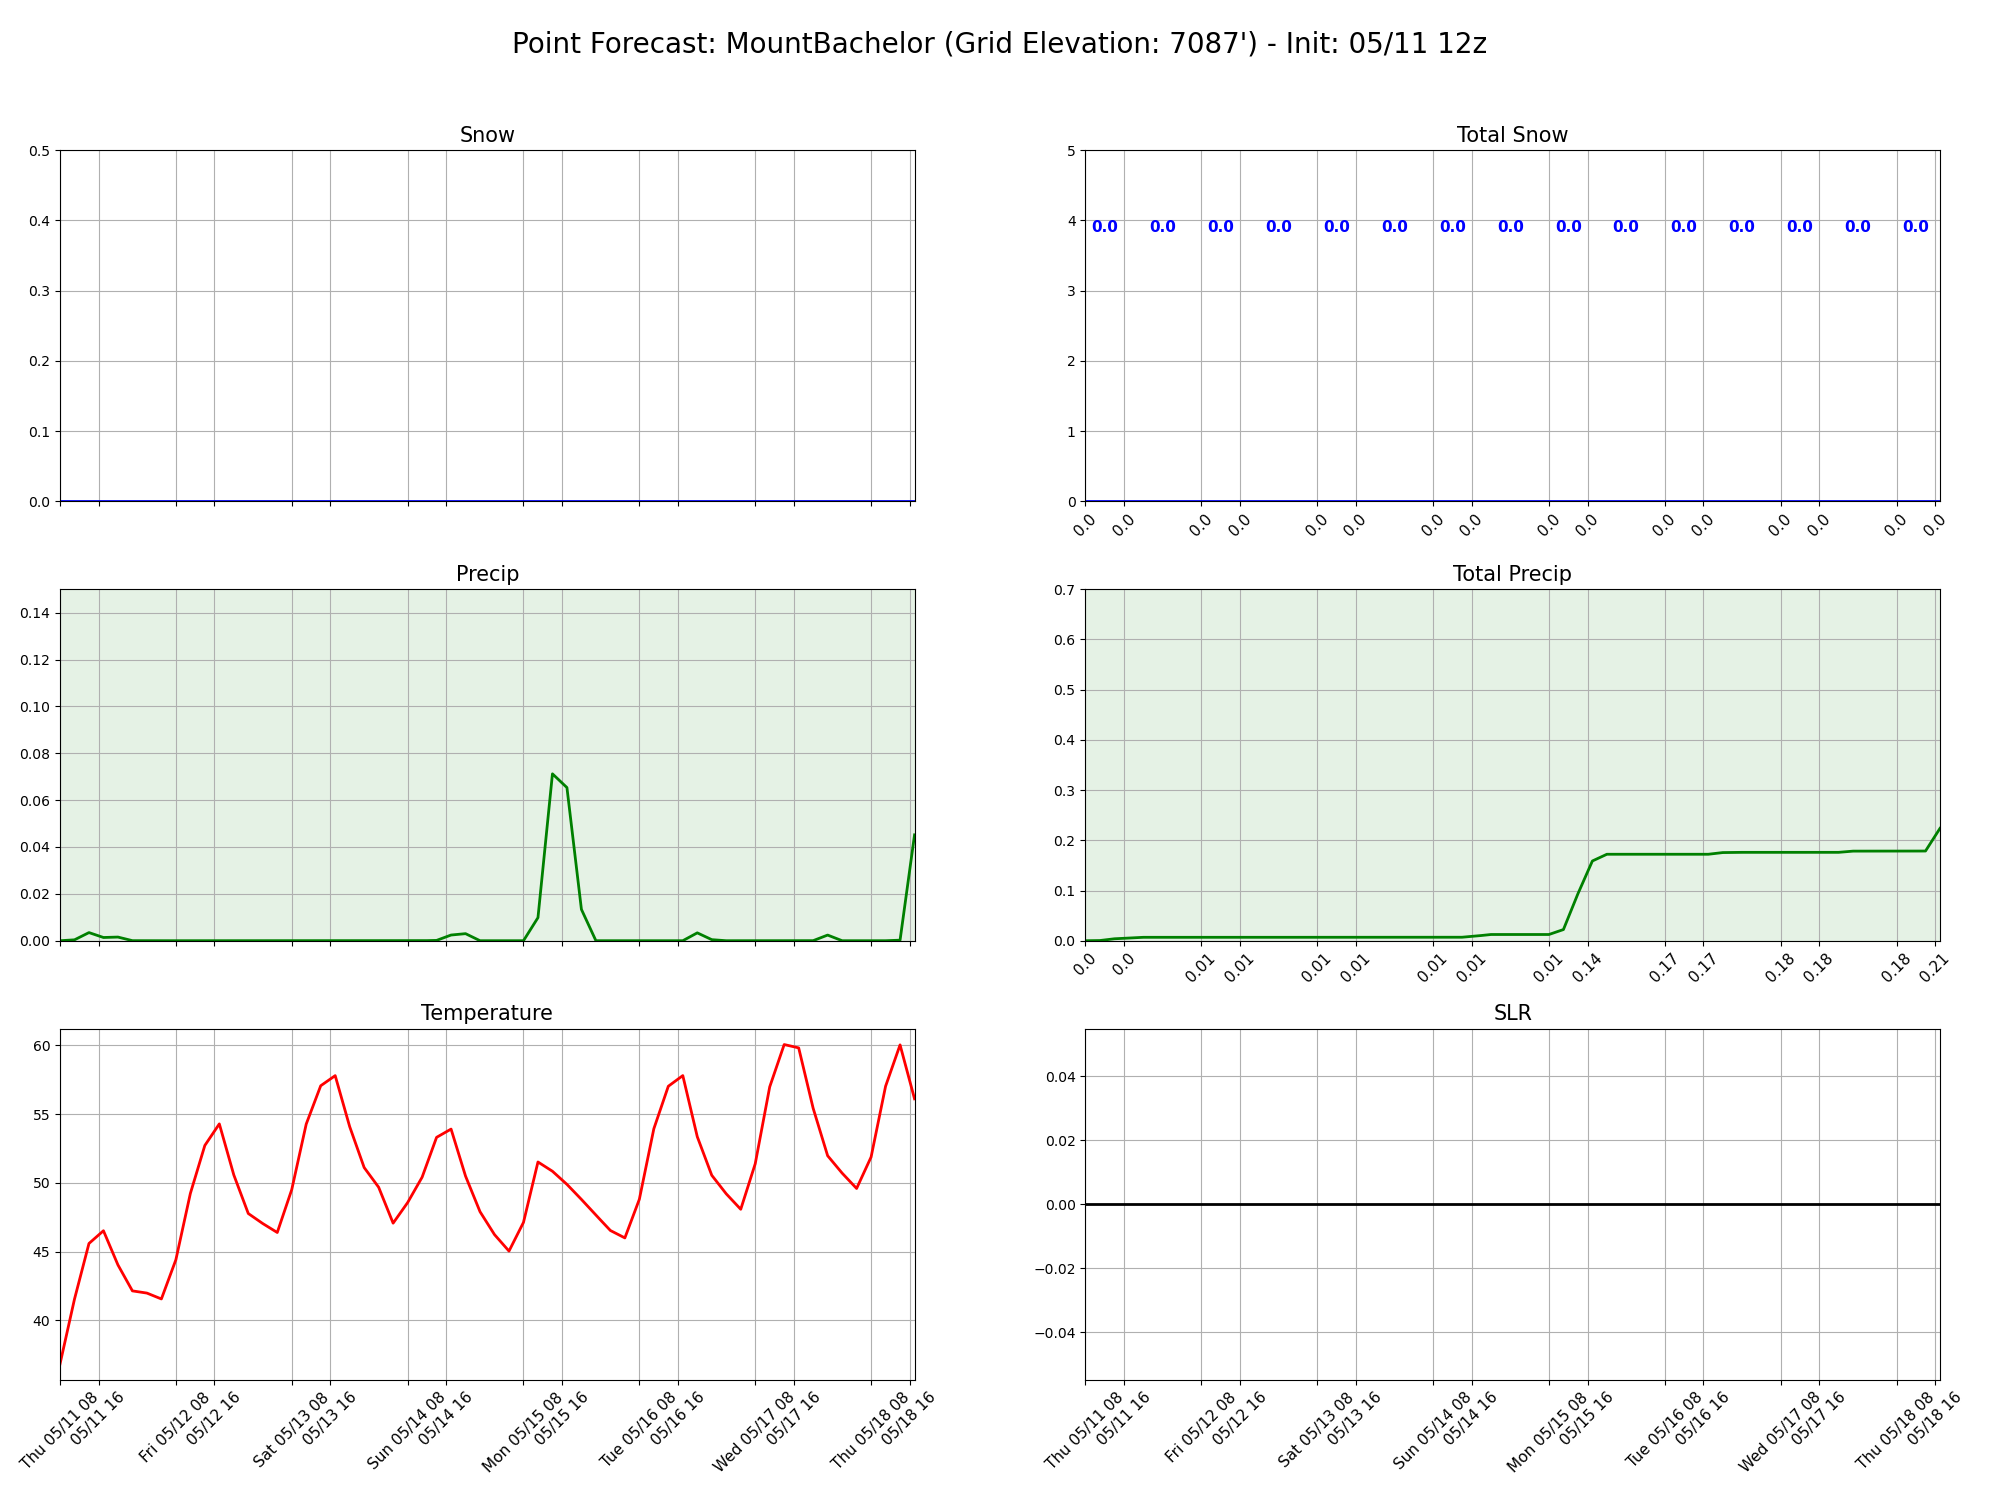 Point Forecast: MountBachelor (Grid Elevation: 7087') - Init: 05/11 12z
Snow
0.5
0.4
0.3
0.2
0.1
0.0
Total Snow
5
4
3
2
1
0
0.0 0.0 0.0 0.0 0.0 0.0 0.0 0.0 0.0 0.0 0.0 0.0 0.0 0.0 0.0
0.0 0.0 0.0 0.0 0.0 0.0 0.0 0.0 0.0 0.0 0.0 0.0 0.0 0.0 0.0 0.0
Precip
0.14
0.12
0.10
0.08
0.06
0.04
0.02
0.00
Total Precip
0.7
0.6
0.5
0.4
0.3
0.2
0.1
0.0
0.0 0.0 0.01 0.01 0.01 0.01 0.01 0.01 0.01 0.14 0.17 0.17 0.18 0.18 0.18 0.21
Temperature
60
55
50
45
40
Thu 05/11 08
05/11 16
Fri 05/12 08
05/12 16
Sat 05/13 08
05/13 16
Sun 05/14 08
05/14 16
Mon 05/15 08
05/15 16
Tue 05/16 08
05/16 16
Wed 05/17 08
05/17 16
Thu 05/18 08
05/18 16
SLR
0.04
0.02
0.00
−0.02
−0.04
Thu 05/11 08
05/11 16
Fri 05/12 08
05/12 16
Sat 05/13 08
05/13 16
Sun 05/14 08
05/14 16
Mon 05/15 08
05/15 16
Tue 05/16 08
05/16 16
Wed 05/17 08
05/17 16
Thu 05/18 08
05/18 16